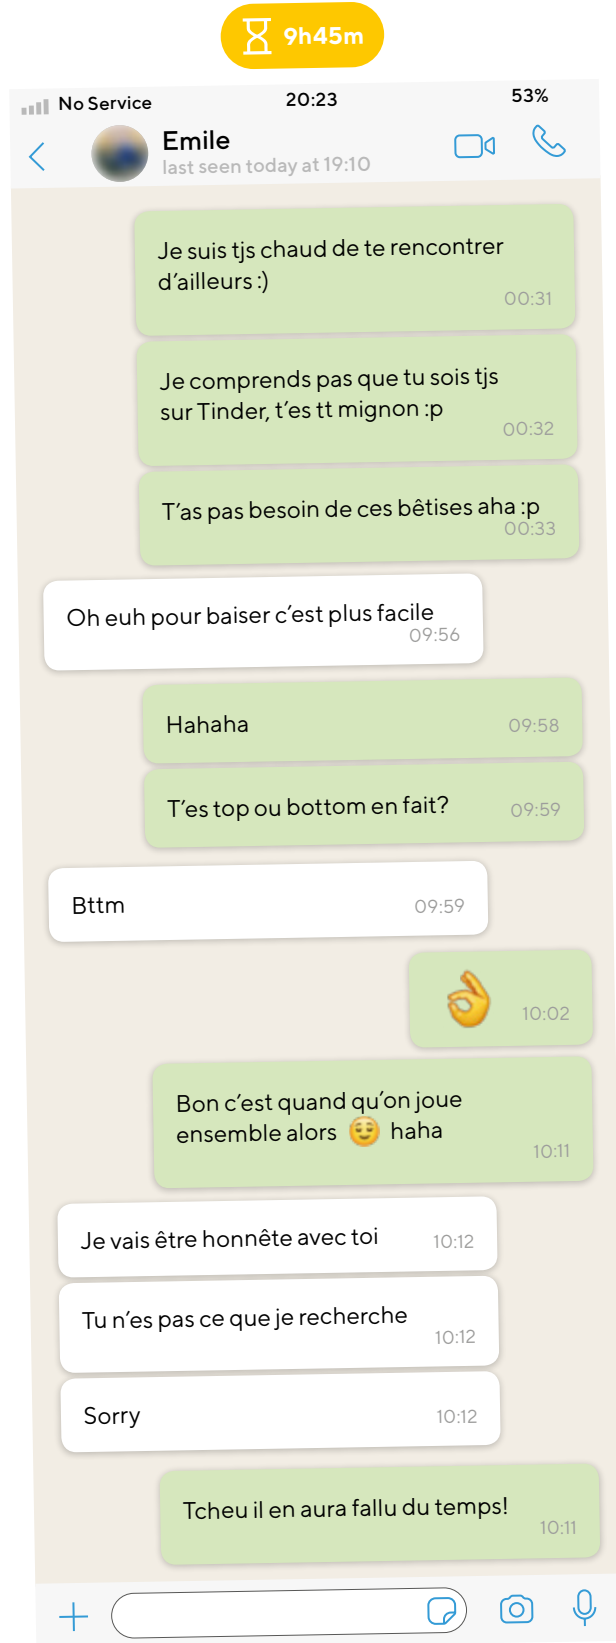 9h45m
No Service 20:23 53%
Emile
last seen today at 19:10
Je suis tjs chaud de te rencontrer
d’ailleurs :)
00:31
Je comprends pas que tu sois tjs
sur Tinder, t’es tt mignon :p
00:32
T’as pas besoin de ces bêtises aha :p
00:33
Oh euh pour baiser c’est plus facile
09:56
Hahaha 09:58
T’es top ou bottom en fait? 09:59
Bttm 09:59
👌 10:02
Bon c’est quand qu’on joue
ensemble alors 😌 haha
10:11
Je vais être honnête avec toi 10:12
Tu n’es pas ce que je recherche
10:12
Sorry 10:12
Tcheu il en aura fallu du temps!
10:11